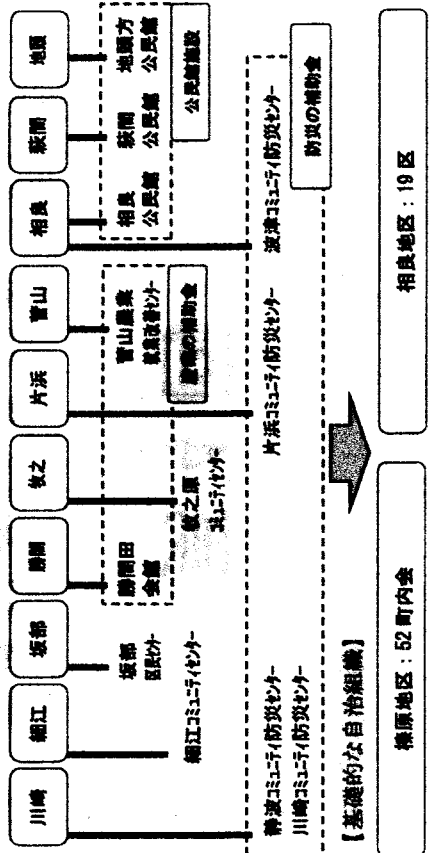 川崎
細江
坂部
勝間
牧之
片浜
菅山
相良
萩間
地頭
坂部
区民センター
細江コミュニティセンター
勝間田
会館
牧之原
コミュニティセンター
菅山農業
就業改善センター
農協の補助金
相良
公民館
萩間
公民館
地頭方
公民館
公民館施設
静波コミュニティ防災センター
川崎コミュニティ防災センター
片浜コミュニティ防災センター
波津コミュニティ防災センター
防災の補助金
【基礎的な自治組織】
榛原地区：52町内会
相良地区：19区